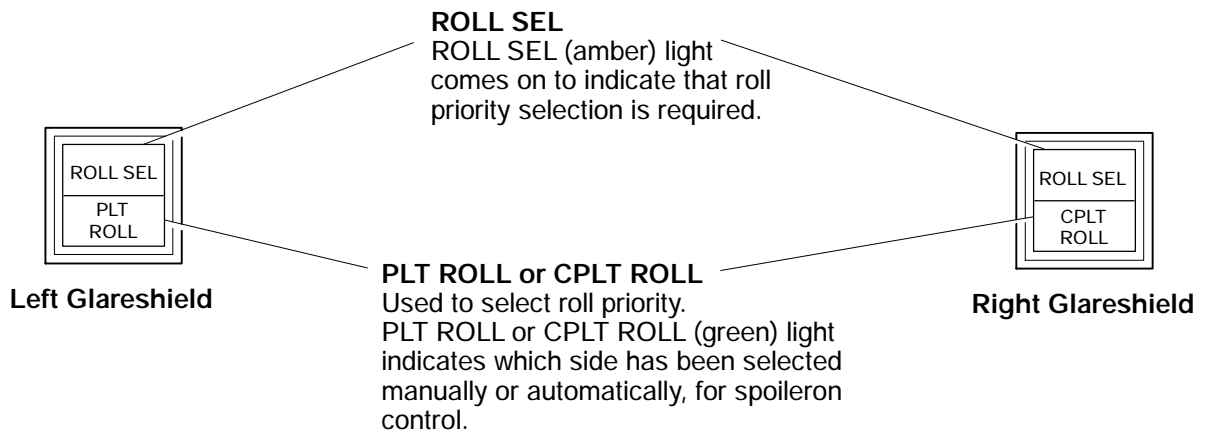 ROLL SEL
ROLL SEL (amber) light
comes on to indicate that roll
priority selection is required.
ROLL SEL
PLT
ROLL
Left Glareshield
ROLL SEL
CPLT
ROLL
Right Glareshield
PLT ROLL or CPLT ROLL
Used to select roll priority.
PLT ROLL or CPLT ROLL (green) light
indicates which side has been selected
manually or automatically, for spoileron
control.